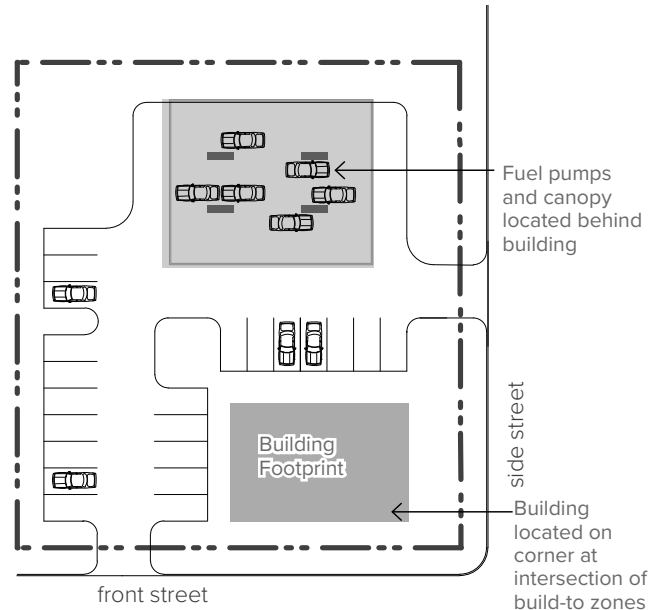 Fuel pumps
and canopy
located behind
building
Building
Footprint
side street
Building
located on
corner at
intersection of
build-to zones
front street